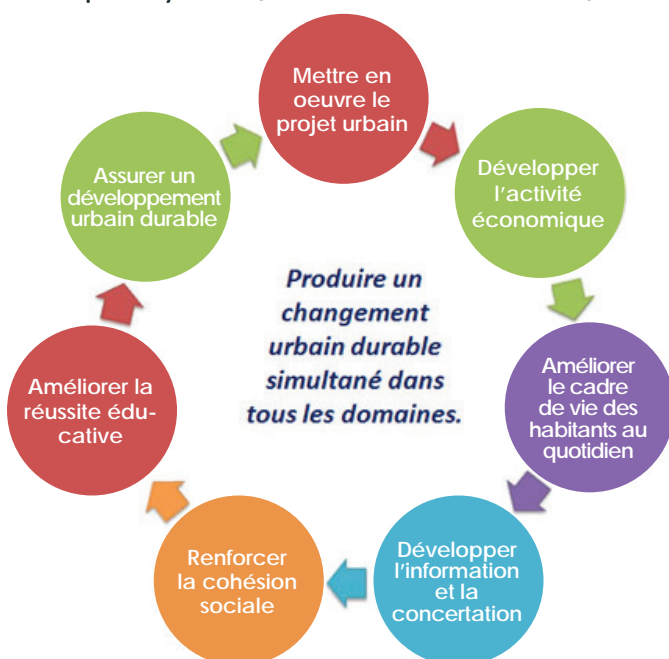 Mettre en
oeuvre le
projet urbain
Développer
l'activité
économique
Améliorer
le cadre
de vie des
habitants au
quotidien
Développer
l'information
et la
concertation
Renforcer
la cohésion
sociale
Améliorer la
réussite édu-
cative
Assurer un
développement
urbain durable
Produire un
changement
urbain durable
simultané dans
tous les domaines.